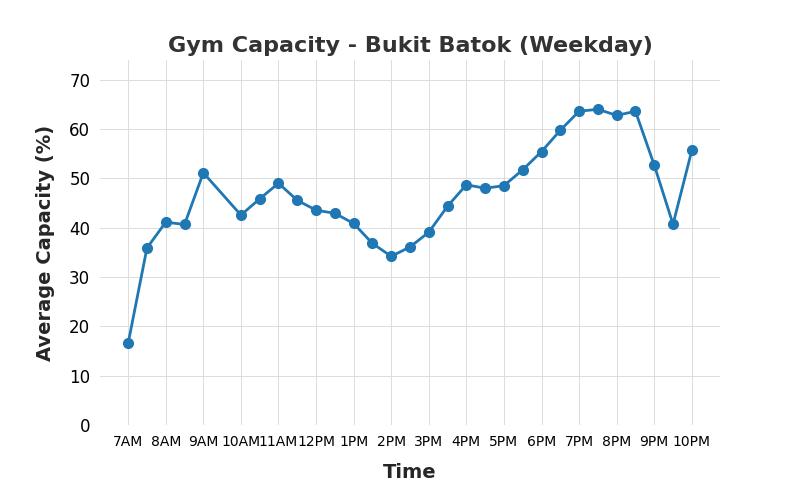 Gym Capacity - Bukit Batok (Weekday)
Average Capacity (%)
70
60
50
40
30
20
10
0
7AM 8AM 9AM 10AM 11AM 12PM 1PM 2PM 3PM 4PM 5PM 6PM 7PM 8PM 9PM 10PM
Time